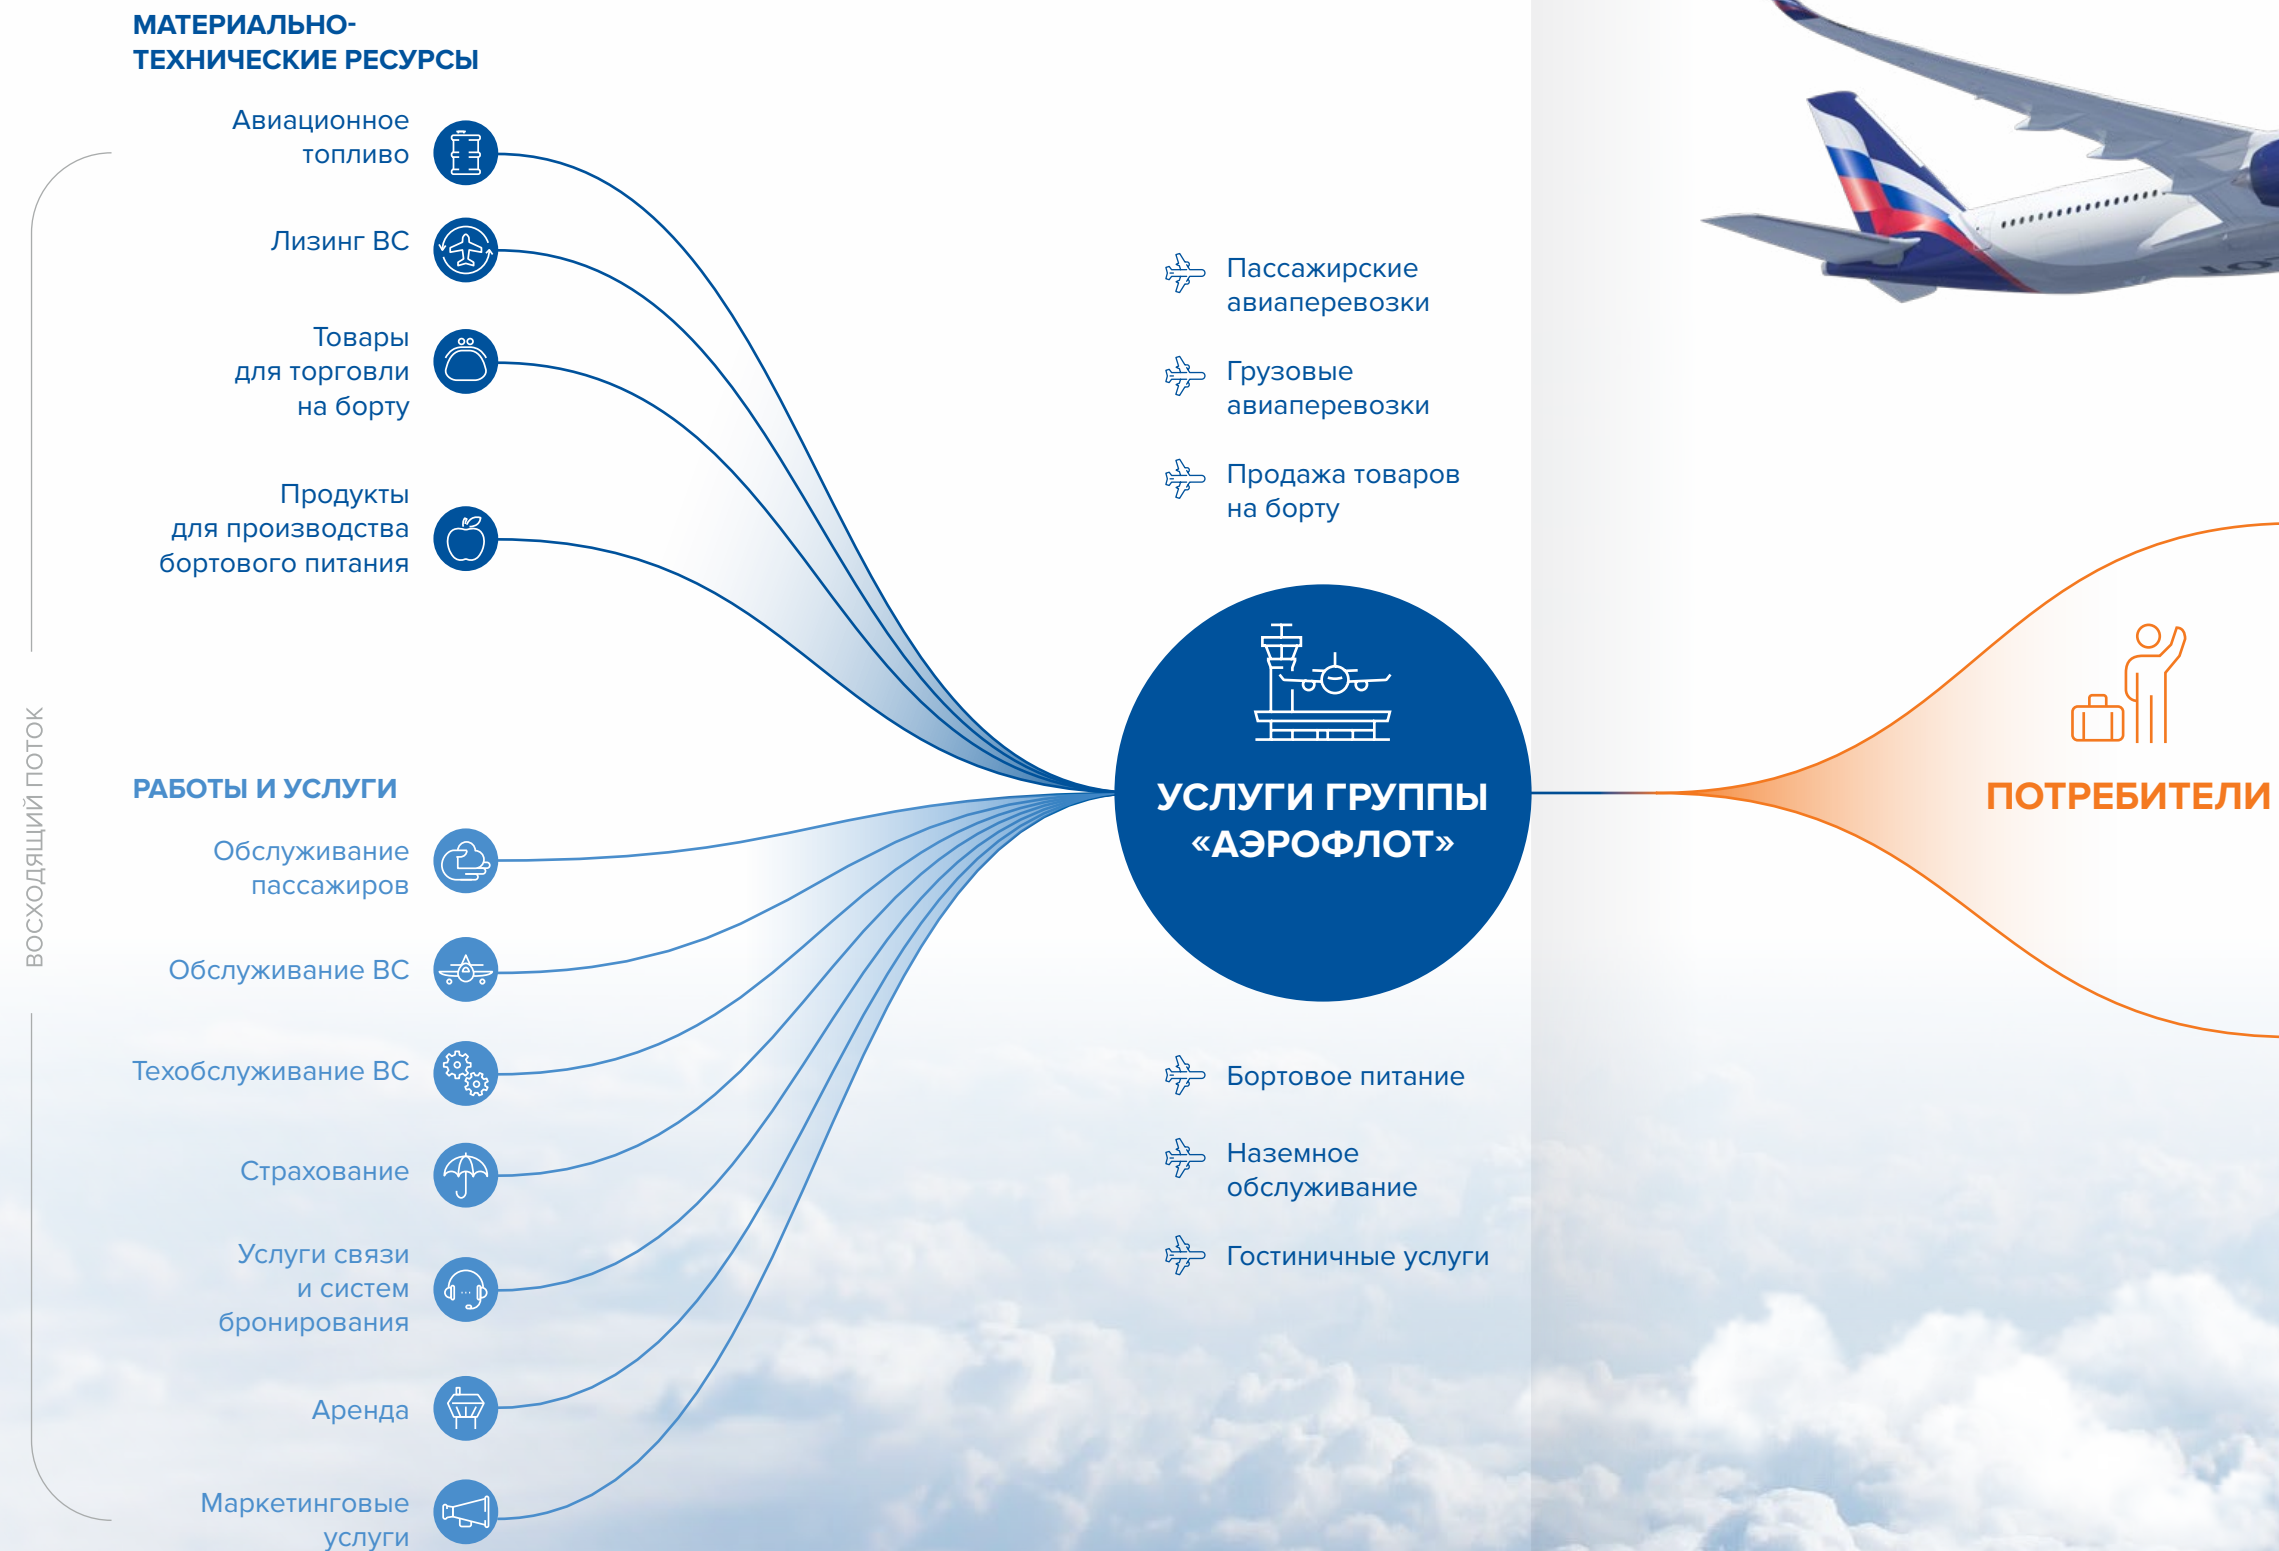 МАТЕРИАЛЬНО-
ТЕХНИЧЕСКИЕ РЕСУРСЫ
Авиационное
топливо
Лизинг ВС
Товары
для торговли
на борту
Продукты
для производства
бортового питания
ВОСХОДЯЩИЙ ПОТОК
РАБОТЫ И УСЛУГИ
Обслуживание
пассажиров
Обслуживание ВС
Техобслуживание ВС
Страхование
Услуги связи
и систем
бронирования
Аренда
Маркетинговые
услуги
Пассажирские
авиаперевозки
Грузовые
авиаперевозки
Продажа товаров
на борту
УСЛУГИ ГРУППЫ
«АЭРОФЛОТ»
Бортовое питание
Наземное
обслуживание
Гостиничные услуги
ПОТРЕБИТЕЛИ